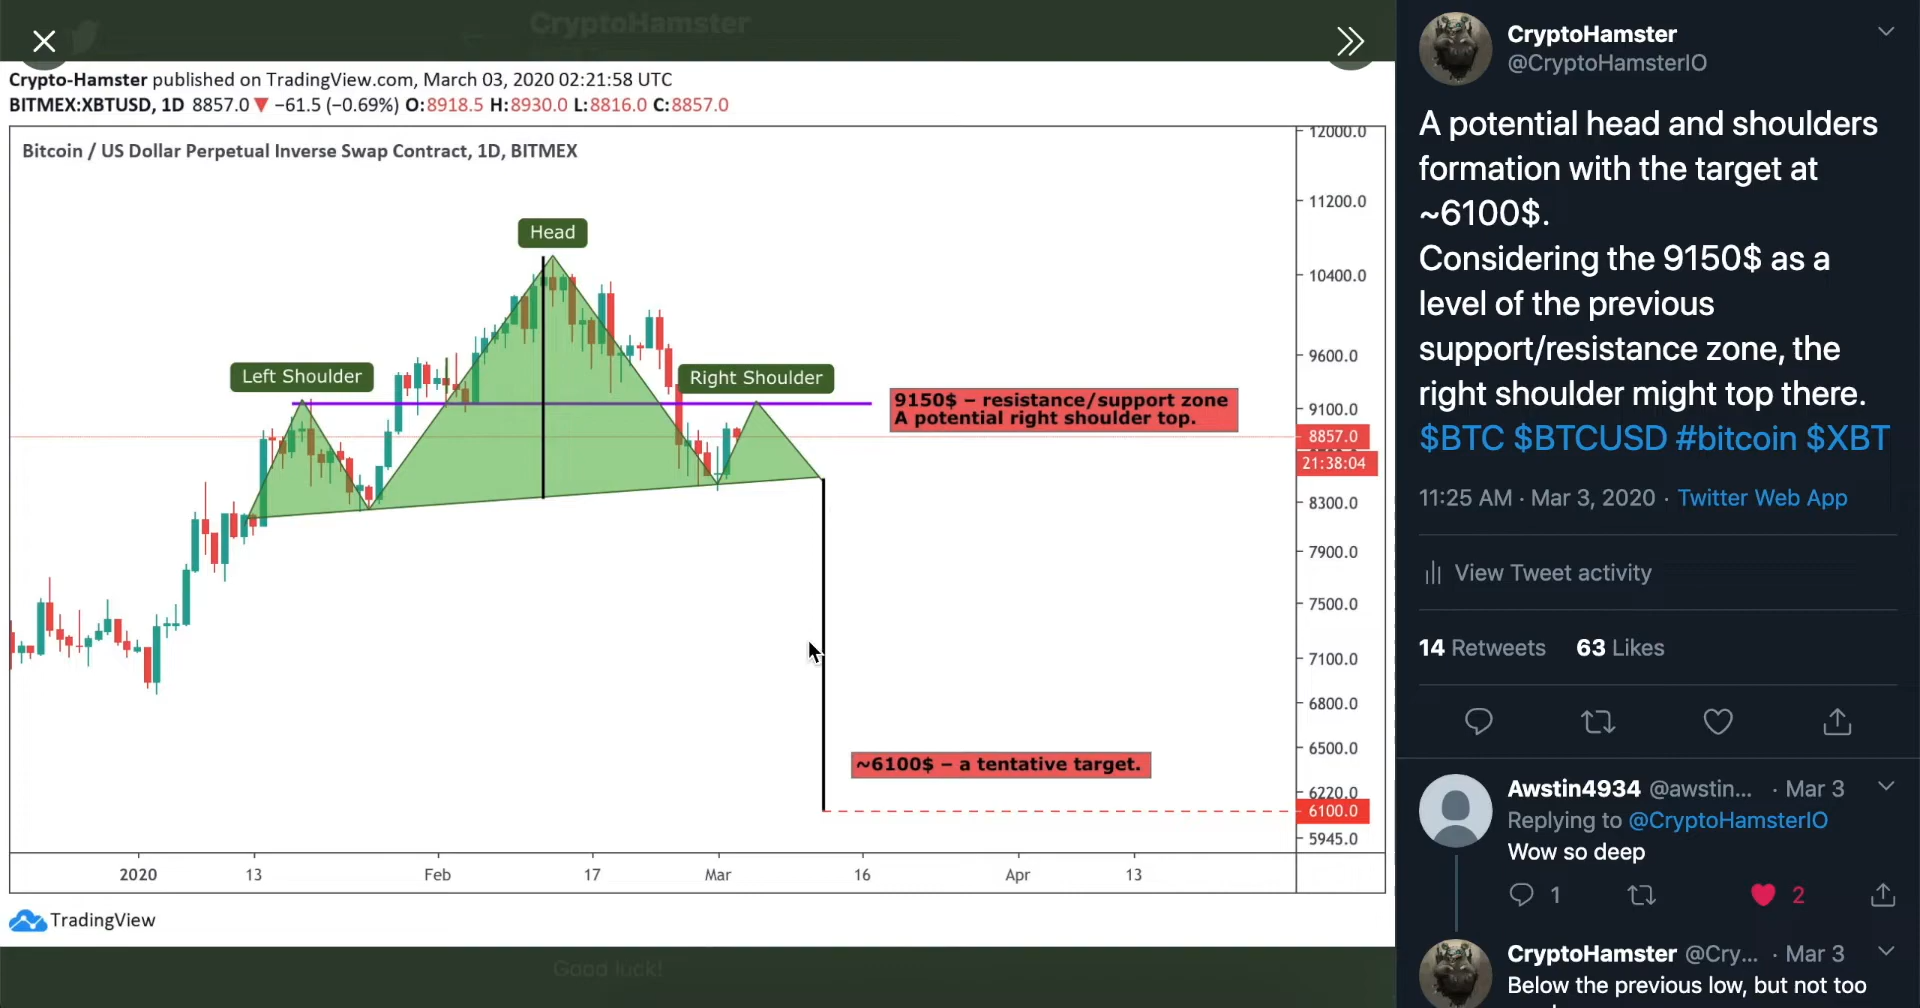 CryptoHamster
Crypto-Hamster published on TradingView.com, March 03, 2020 02:21:58 UTC
BITMEX:XBTUSD, 1D 8857.0 ▼ −61.5 (−0.69%) O:8918.5 H:8930.0 L:8816.0 C:8857.0
Bitcoin / US Dollar Perpetual Inverse Swap Contract, 1D, BITMEX
12000.0
11200.0
10400.0
9600.0
9100.0
8857.0
21:38:04
8300.0
7900.0
7500.0
7100.0
6800.0
6500.0
6220.0
6100.0
5945.0
Head
Left Shoulder
Right Shoulder
9150$ – resistance/support zone
A potential right shoulder top.
~6100$ – a tentative target.
2020 13 Feb 17 Mar 16 Apr 13
TradingView
Good luck!
CryptoHamster
@CryptoHamsterIO
A potential head and shoulders
formation with the target at
~6100$.
Considering the 9150$ as a
level of the previous
support/resistance zone, the
right shoulder might top there.
$BTC $BTCUSD #bitcoin $XBT
11:25 AM · Mar 3, 2020 · Twitter Web App
View Tweet activity
14 Retweets 63 Likes
Awstin4934 @awstin... · Mar 3
Replying to @CryptoHamsterIO
Wow so deep
1 2
CryptoHamster @Cry... · Mar 3
Below the previous low, but not too